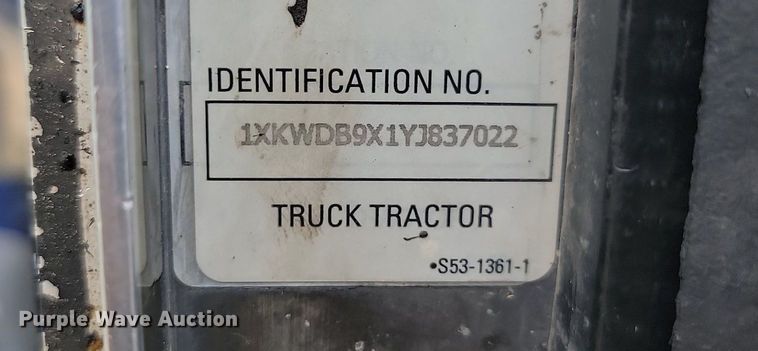 IDENTIFICATION NO.
1XKWDB9X1YJ837022
TRUCK TRACTOR
•S53-1361-1
Purple Wave Auction